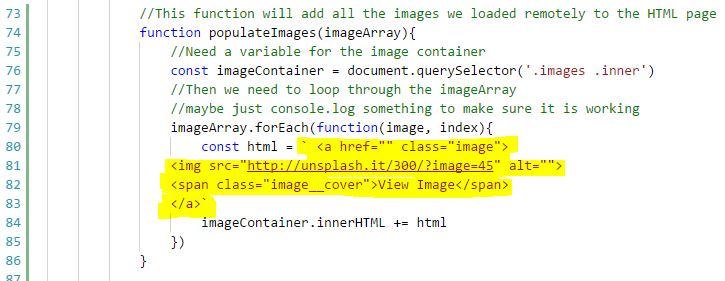 73 //This function will add all the images we loaded remotely to the HTML page
74 function populateImages(imageArray){
75 //Need a variable for the image container
76 const imageContainer = document.querySelector('.images .inner')
77 //Then we need to loop through the imageArray
78 //maybe just console.log something to make sure it is working
79 imageArray.forEach(function(image, index){
80 const html = ` <a href="" class="image">
81 <img src="http://unsplash.it/300/?image=45" alt="">
82 <span class="image__cover">View Image</span>
83 </a>`
84 imageContainer.innerHTML += html
85 })
86 }
87